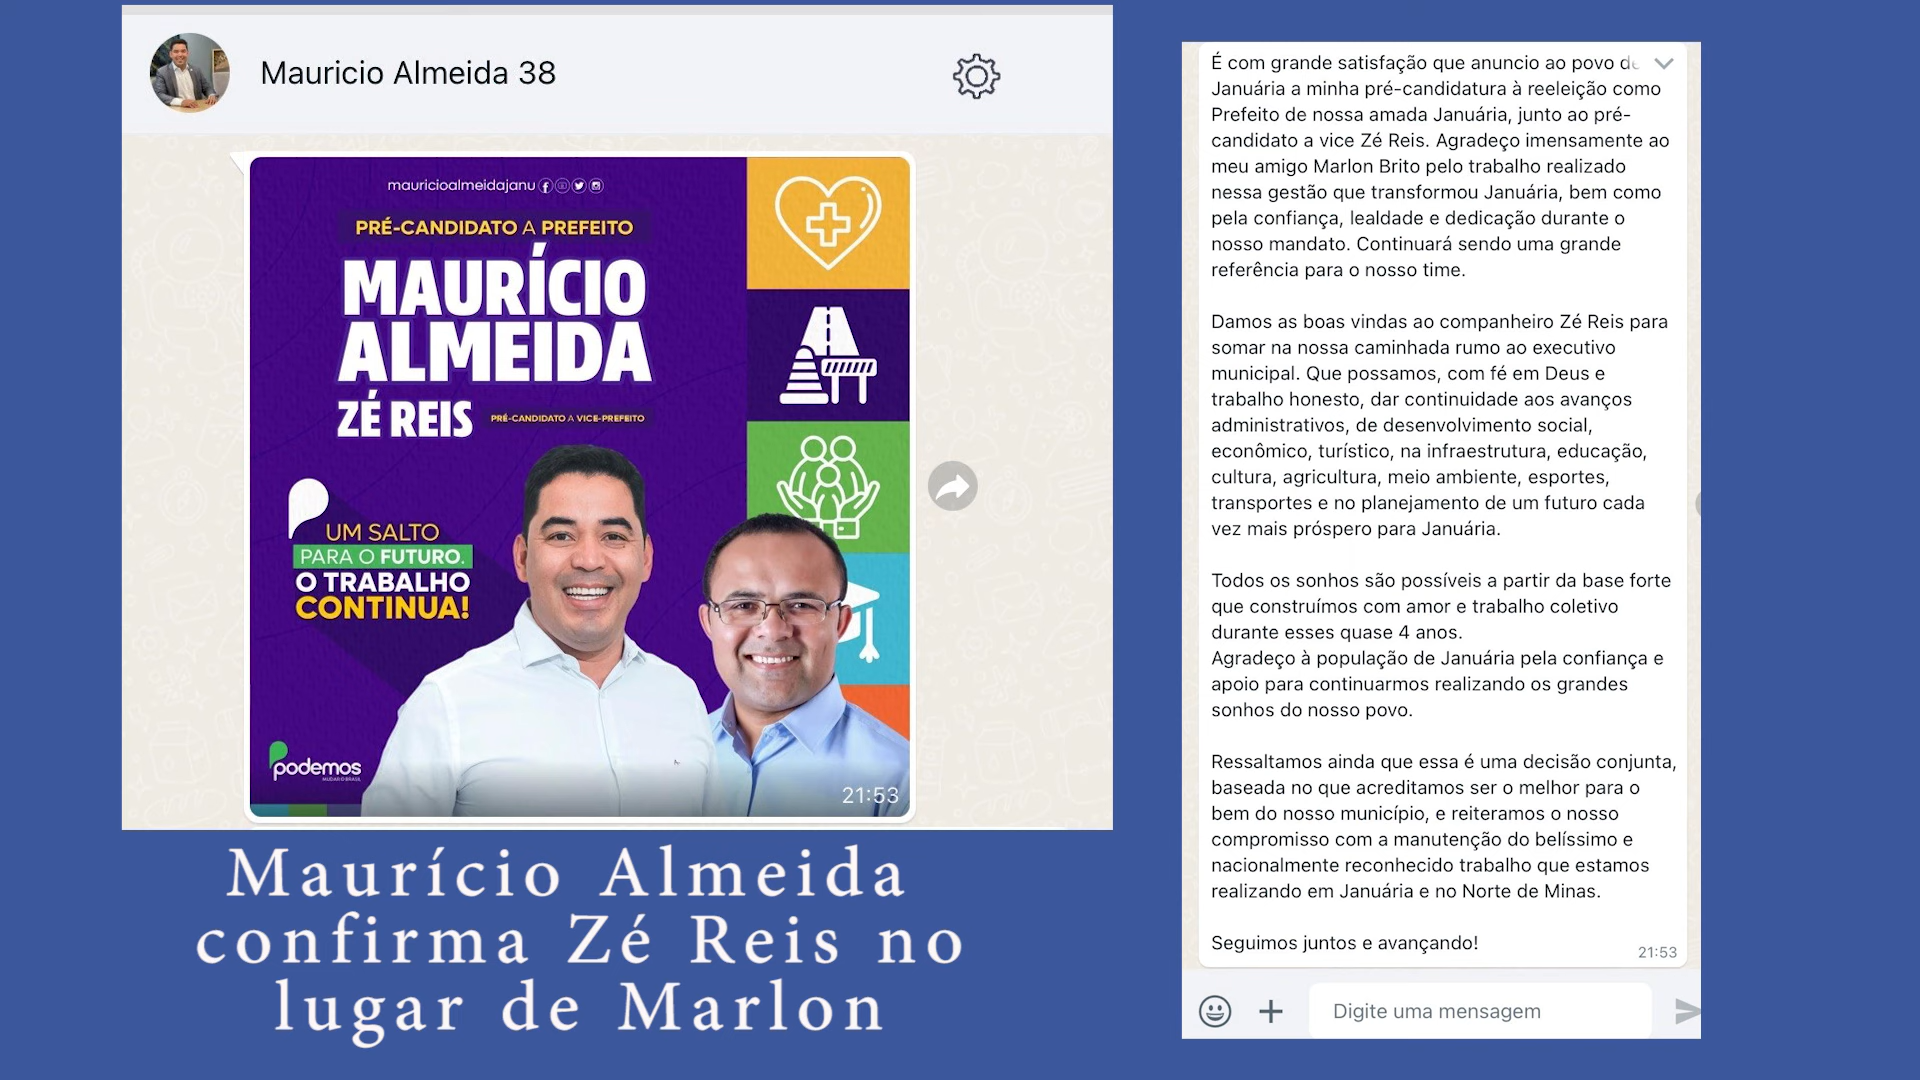 Mauricio Almeida 38
mauricioalmeidajanu
PRÉ-CANDIDATO A PREFEITO
MAURÍCIO
ALMEIDA
ZÉ REIS
PRÉ-CANDIDATO A VICE-PREFEITO
UM SALTO
PARA O FUTURO.
O TRABALHO
CONTINUA!
podemos
MUDAR O BRASIL
21:53
Maurício Almeida
confirma Zé Reis no
lugar de Marlon
É com grande satisfação que anuncio ao povo de
Januária a minha pré-candidatura à reeleição como
Prefeito de nossa amada Januária, junto ao pré-
candidato a vice Zé Reis. Agradeço imensamente ao
meu amigo Marlon Brito pelo trabalho realizado
nessa gestão que transformou Januária, bem como
pela confiança, lealdade e dedicação durante o
nosso mandato. Continuará sendo uma grande
referência para o nosso time.
Damos as boas vindas ao companheiro Zé Reis para
somar na nossa caminhada rumo ao executivo
municipal. Que possamos, com fé em Deus e
trabalho honesto, dar continuidade aos avanços
administrativos, de desenvolvimento social,
econômico, turístico, na infraestrutura, educação,
cultura, agricultura, meio ambiente, esportes,
transportes e no planejamento de um futuro cada
vez mais próspero para Januária.
Todos os sonhos são possíveis a partir da base forte
que construímos com amor e trabalho coletivo
durante esses quase 4 anos.
Agradeço à população de Januária pela confiança e
apoio para continuarmos realizando os grandes
sonhos do nosso povo.
Ressaltamos ainda que essa é uma decisão conjunta,
baseada no que acreditamos ser o melhor para o
bem do nosso município, e reiteramos o nosso
compromisso com a manutenção do belíssimo e
nacionalmente reconhecido trabalho que estamos
realizando em Januária e no Norte de Minas.
Seguimos juntos e avançando!
21:53
Digite uma mensagem